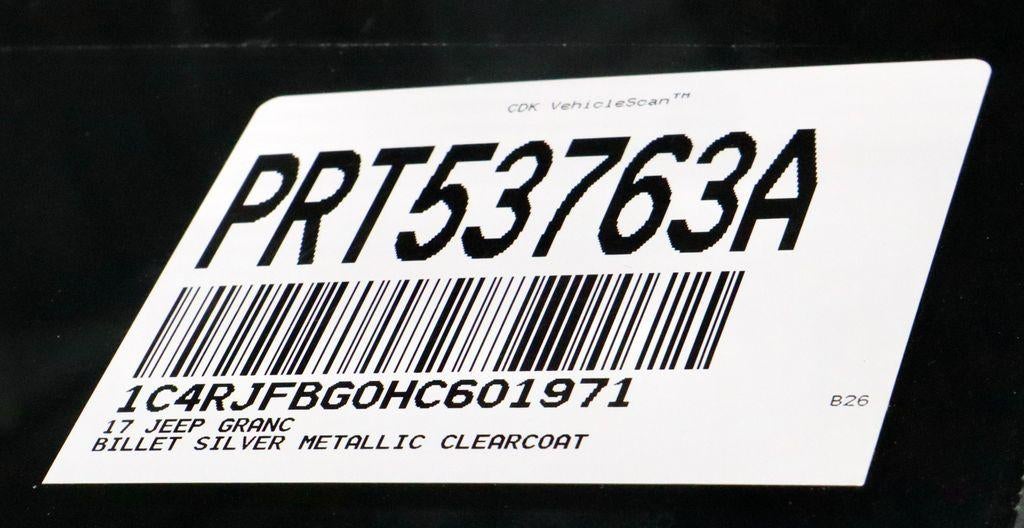 CDK VehicleScan™
PRT53763A
1C4RJFBG0HC601971
17 JEEP GRANC
BILLET SILVER METALLIC CLEARCOAT
B26